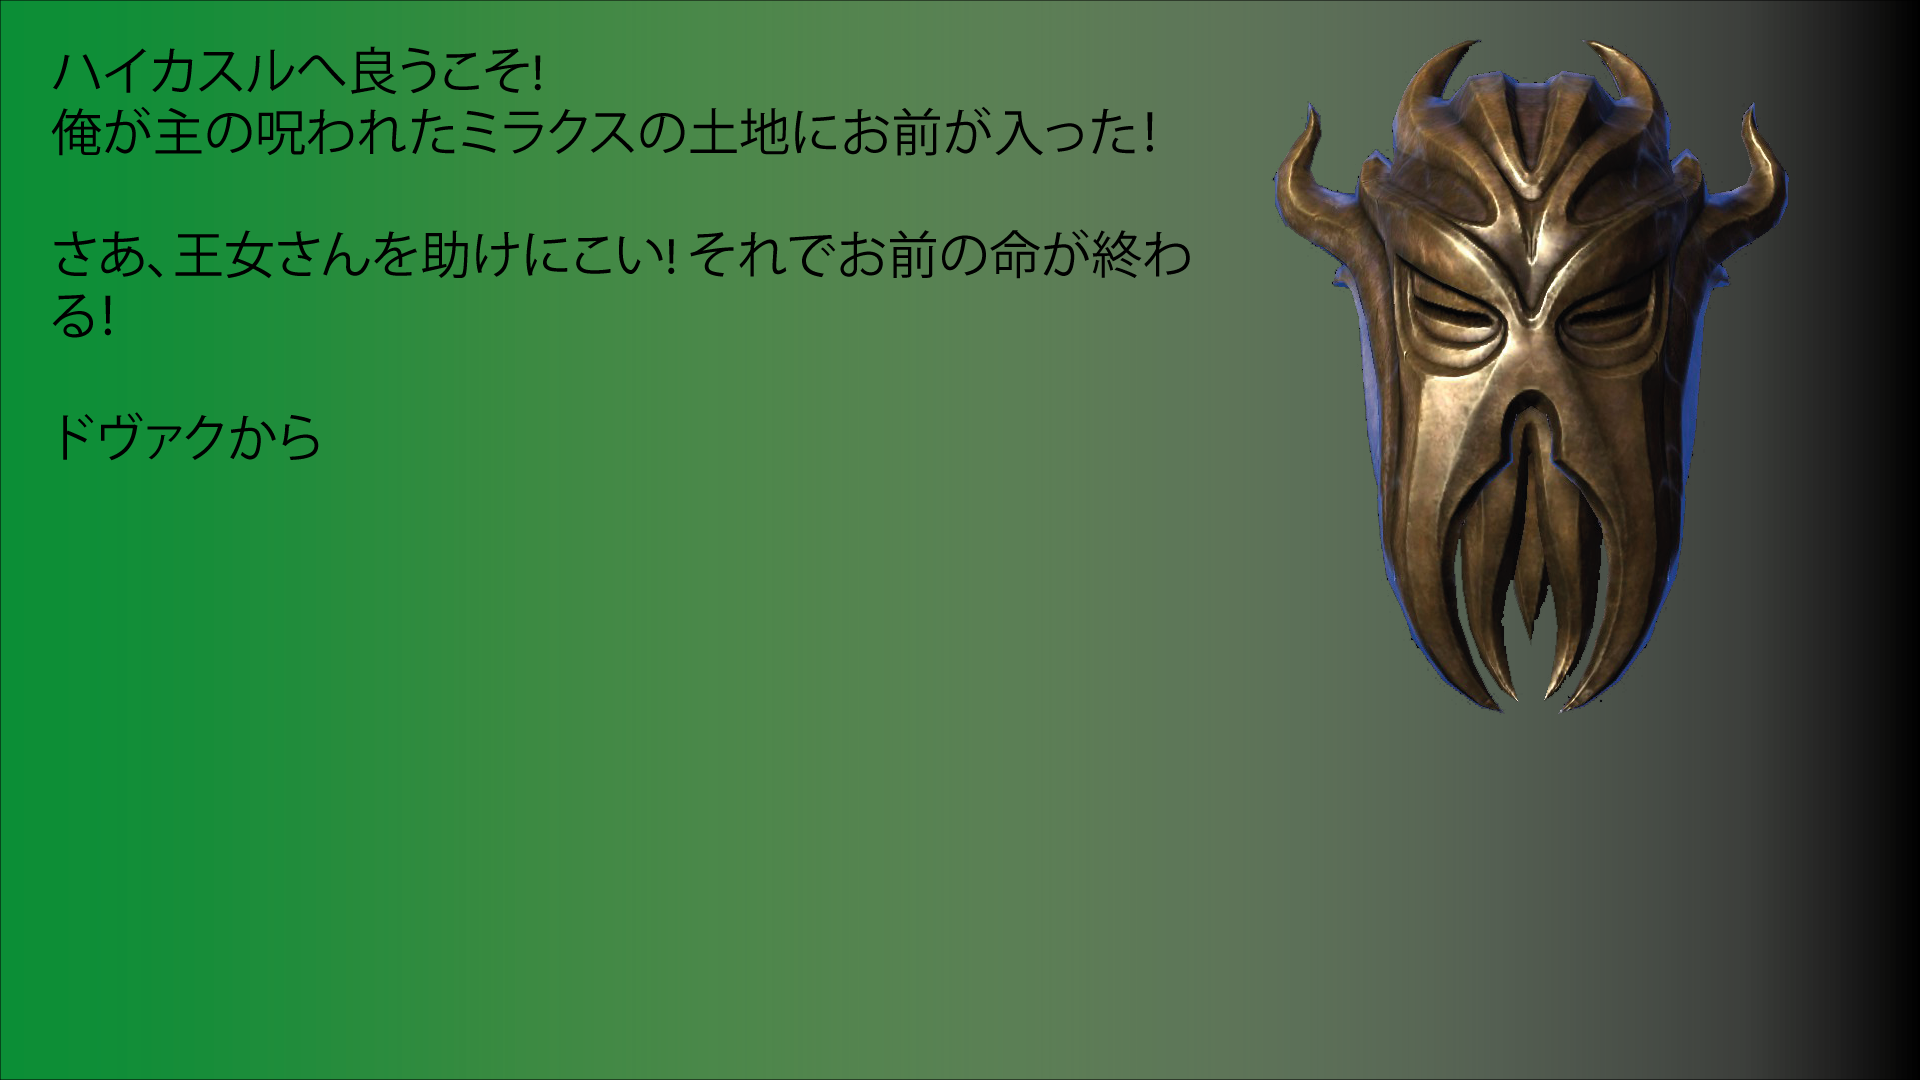 ハイカスルへ良うこそ!
俺が主の呪われたミラクスの土地にお前が入った!
さあ、王女さんを助けにこい! それでお前の命が終わ
る!
ドヴァクから